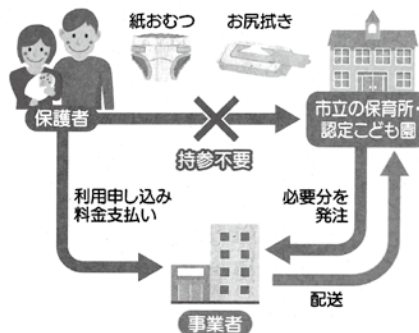 紙おむつ
お尻拭き
保護者
市立の保育所・
認定こども園
持参不要
利用申し込み
料金支払い
必要分を
発注
配送
事業者